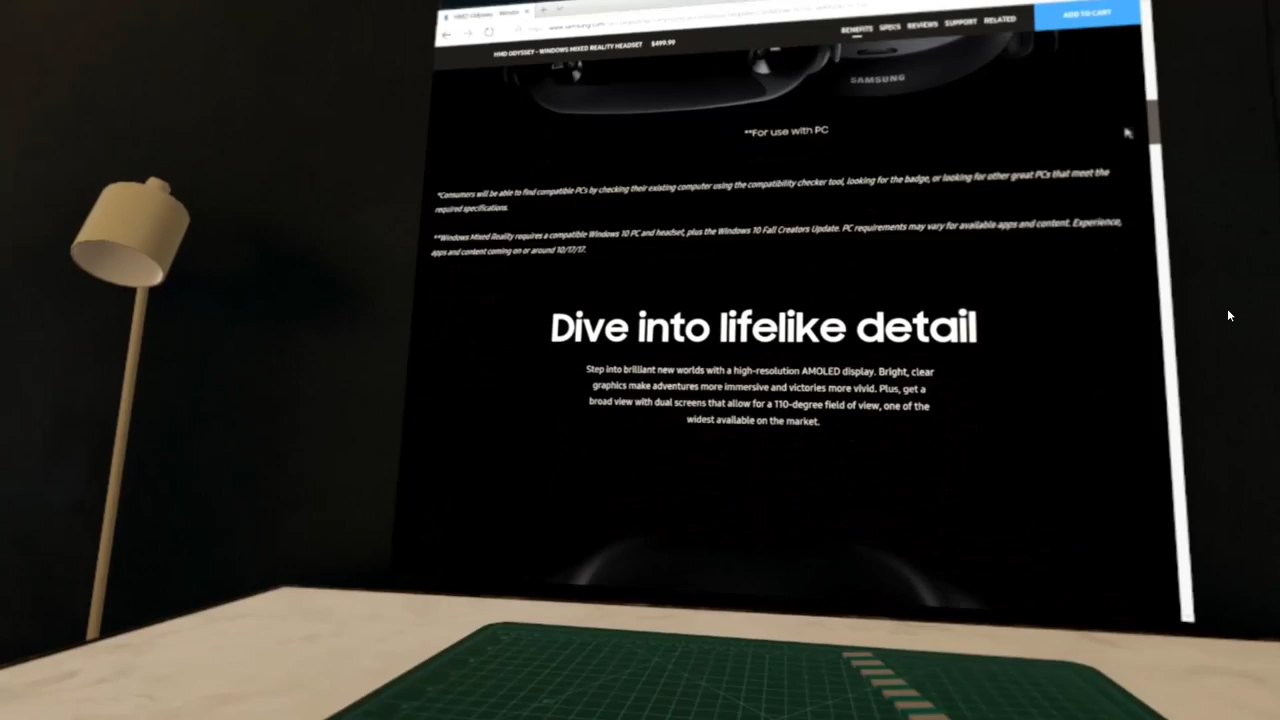 HMD Odyssey - Window
HMD ODYSSEY - WINDOWS MIXED REALITY HEADSET $499.99
BENEFITS SPECS REVIEWS SUPPORT RELATED
ADD TO CART
SAMSUNG
**For use with PC
*Consumers will be able to find compatible PCs by checking their existing computer using the compatibility checker tool, looking for the badge, or looking for other great PCs that meet the
required specifications.
**Windows Mixed Reality requires a compatible Windows 10 PC and headset, plus the Windows 10 Fall Creators Update. PC requirements may vary for available apps and content. Experience,
apps and content coming on or around 10/17/17.
Dive into lifelike detail
Step into brilliant new worlds with a high-resolution AMOLED display. Bright, clear
graphics make adventures more immersive and victories more vivid. Plus, get a
broad view with dual screens that allow for a 110-degree field of view, one of the
widest available on the market.